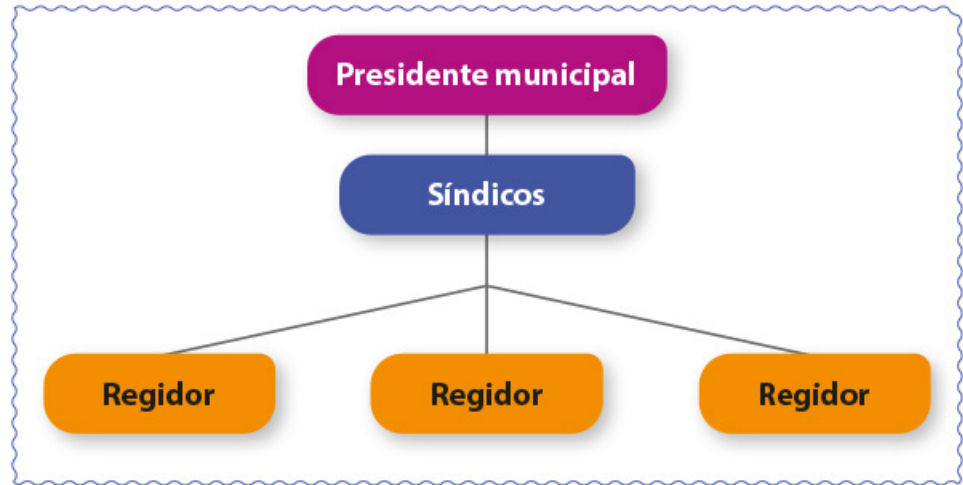 Presidente municipal
Síndicos
Regidor
Regidor
Regidor